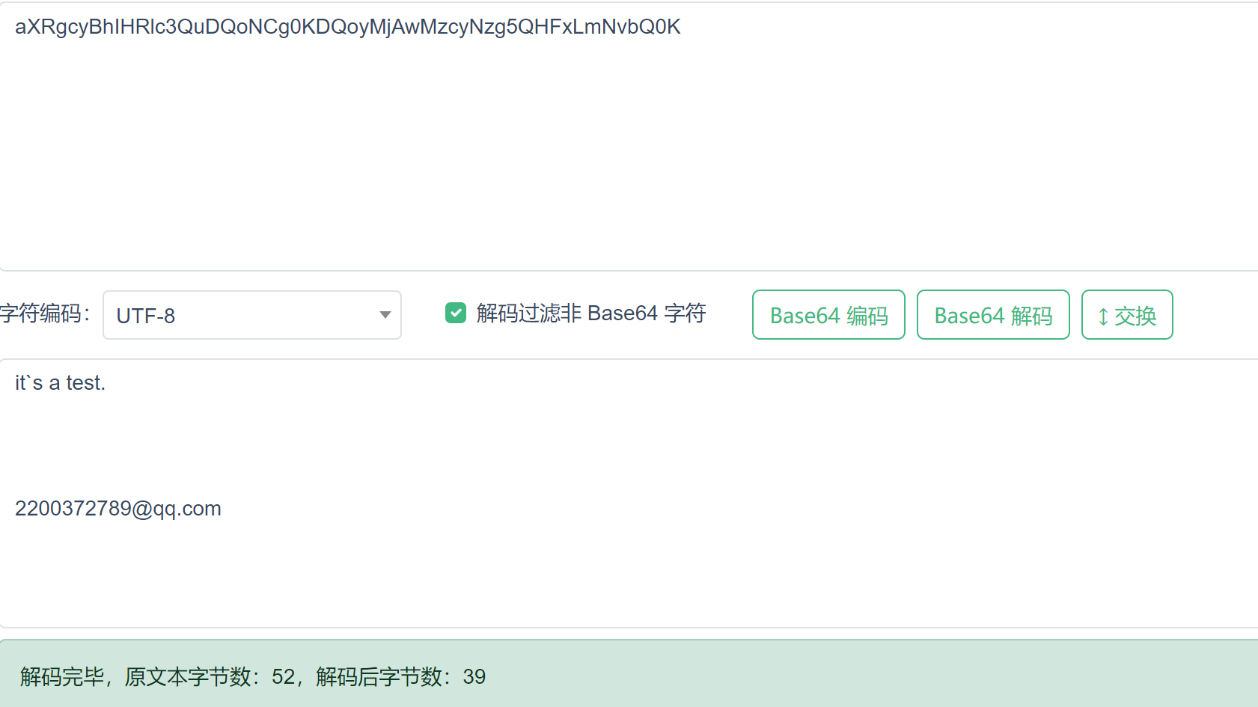 aXRgcyBhIHRlc3QuDQoNCg0KDQoyMjAwMzcyNzg5QHFxLmNvbQ0K
字符编码： UTF-8 解码过滤非 Base64 字符 Base64 编码 Base64 解码 ↕ 交换
it`s a test.
2200372789@qq.com
解码完毕，原文本字节数：52，解码后字节数：39